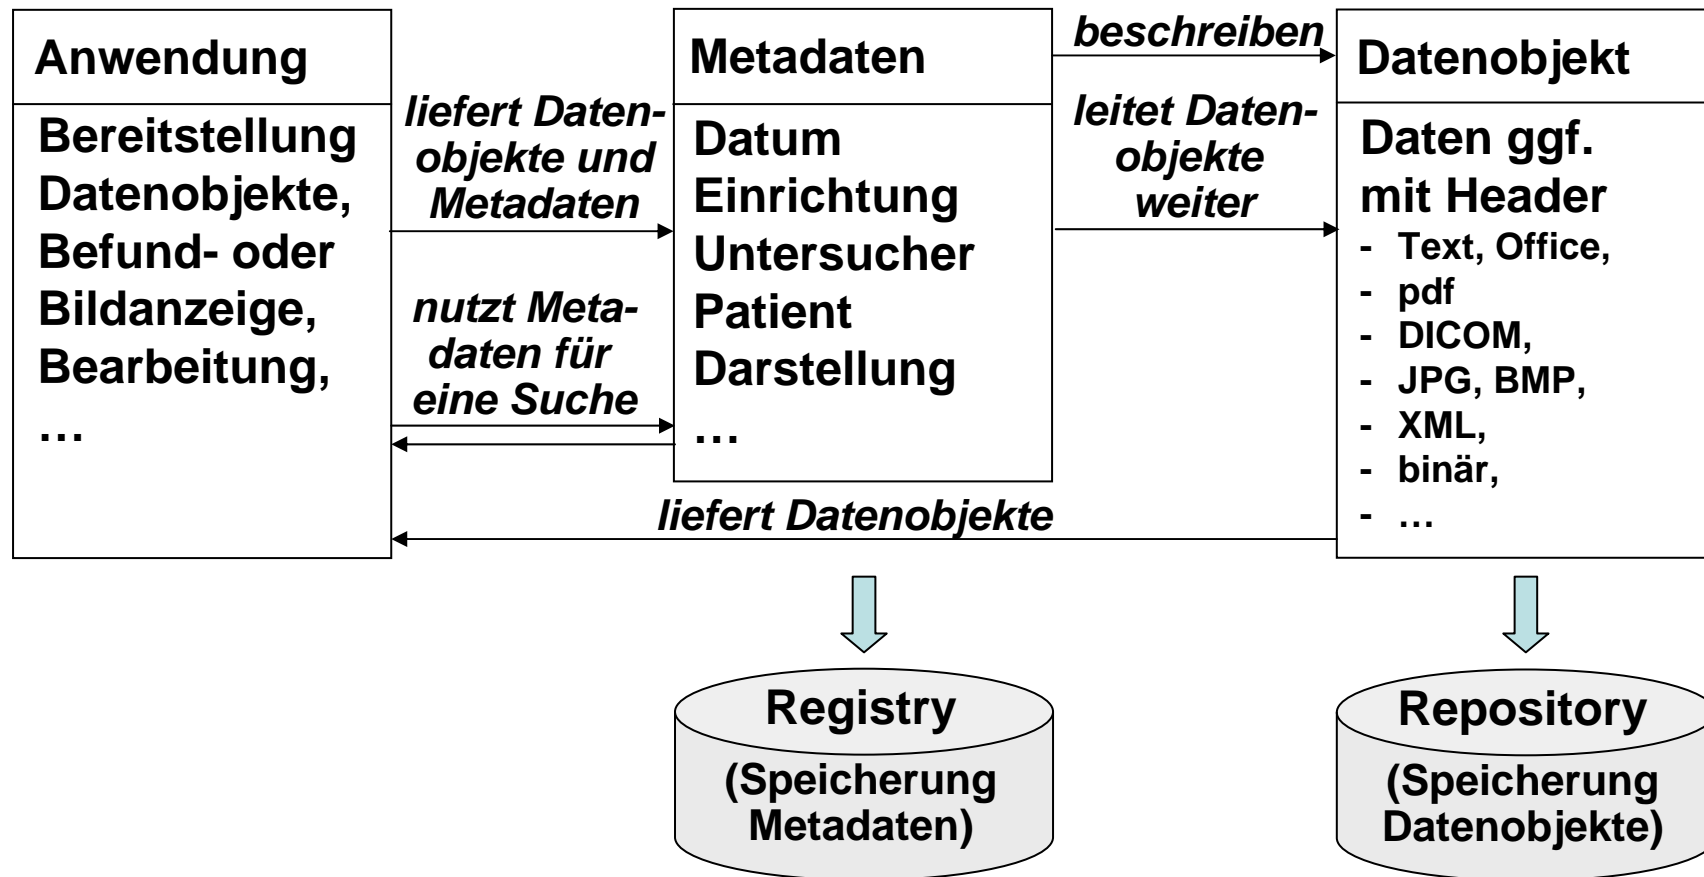 Anwendung
Bereitstellung
Datenobjekte,
Befund- oder
Bildanzeige,
Bearbeitung,
…
liefert Daten-
objekte und
Metadaten
nutzt Meta-
daten für
eine Suche
Metadaten
Datum
Einrichtung
Untersucher
Patient
Darstellung
…
beschreiben
leitet Daten-
objekte
weiter
liefert Datenobjekte
Datenobjekt
Daten ggf.
mit Header
- Text, Office,
- pdf
- DICOM,
- JPG, BMP,
- XML,
- binär,
- …
Registry
(Speicherung
Metadaten)
Repository
(Speicherung
Datenobjekte)